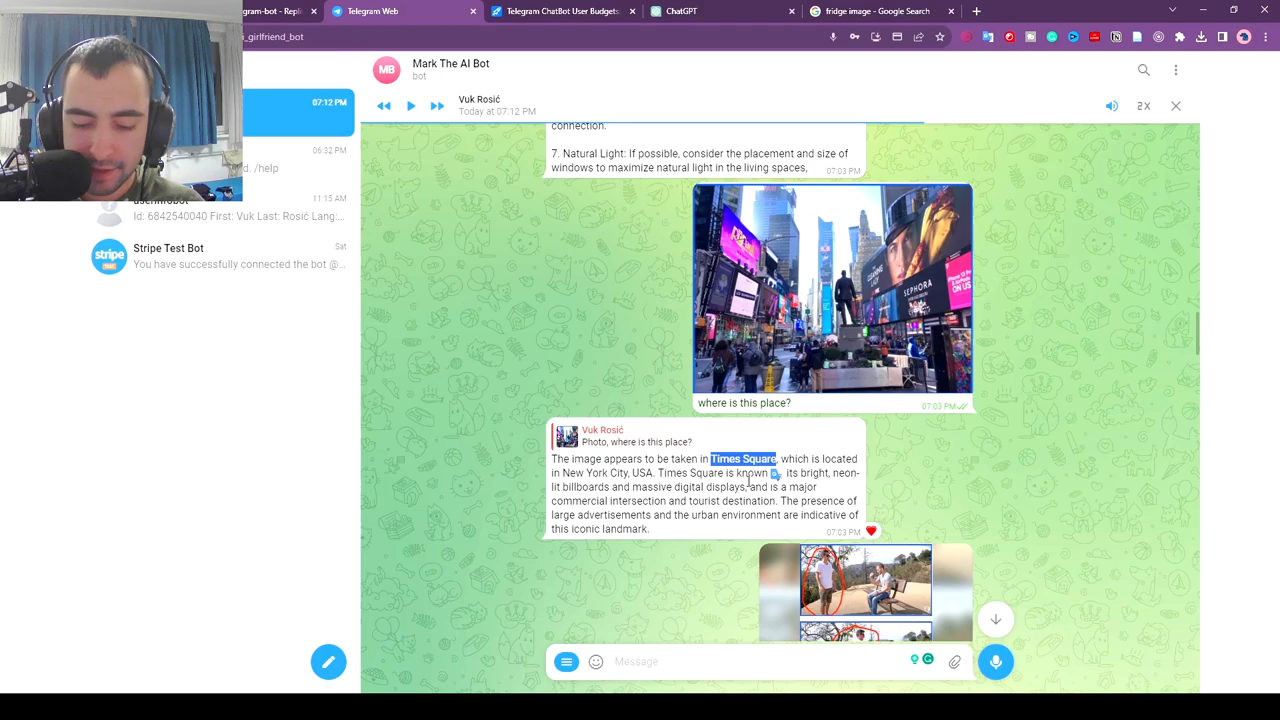 gram-bot - Replic
Telegram Web
Telegram ChatBot User Budgets
ChatGPT
fridge image - Google Search
i_girlfriend_bot
MB
Mark The AI Bot
bot
Vuk Rosić
Today at 07:12 PM
2X
07:12 PM
06:32 PM
d. /help
11:15 AM
Id: 6842540040 First: Vuk Last: Rosić Lang:...
Stripe Test Bot
Sat
stripe
You have successfully connected the bot @...
connection.
7. Natural Light: If possible, consider the placement and size of
windows to maximize natural light in the living spaces,
07:03 PM
SEPHORA
where is this place?
07:03 PM
Vuk Rosić
Photo, where is this place?
The image appears to be taken in Times Square, which is located
in New York City, USA. Times Square is known its bright, neon-
lit billboards and massive digital displays, and is a major
commercial intersection and tourist destination. The presence of
large advertisements and the urban environment are indicative of
this iconic landmark.
07:03 PM
Message